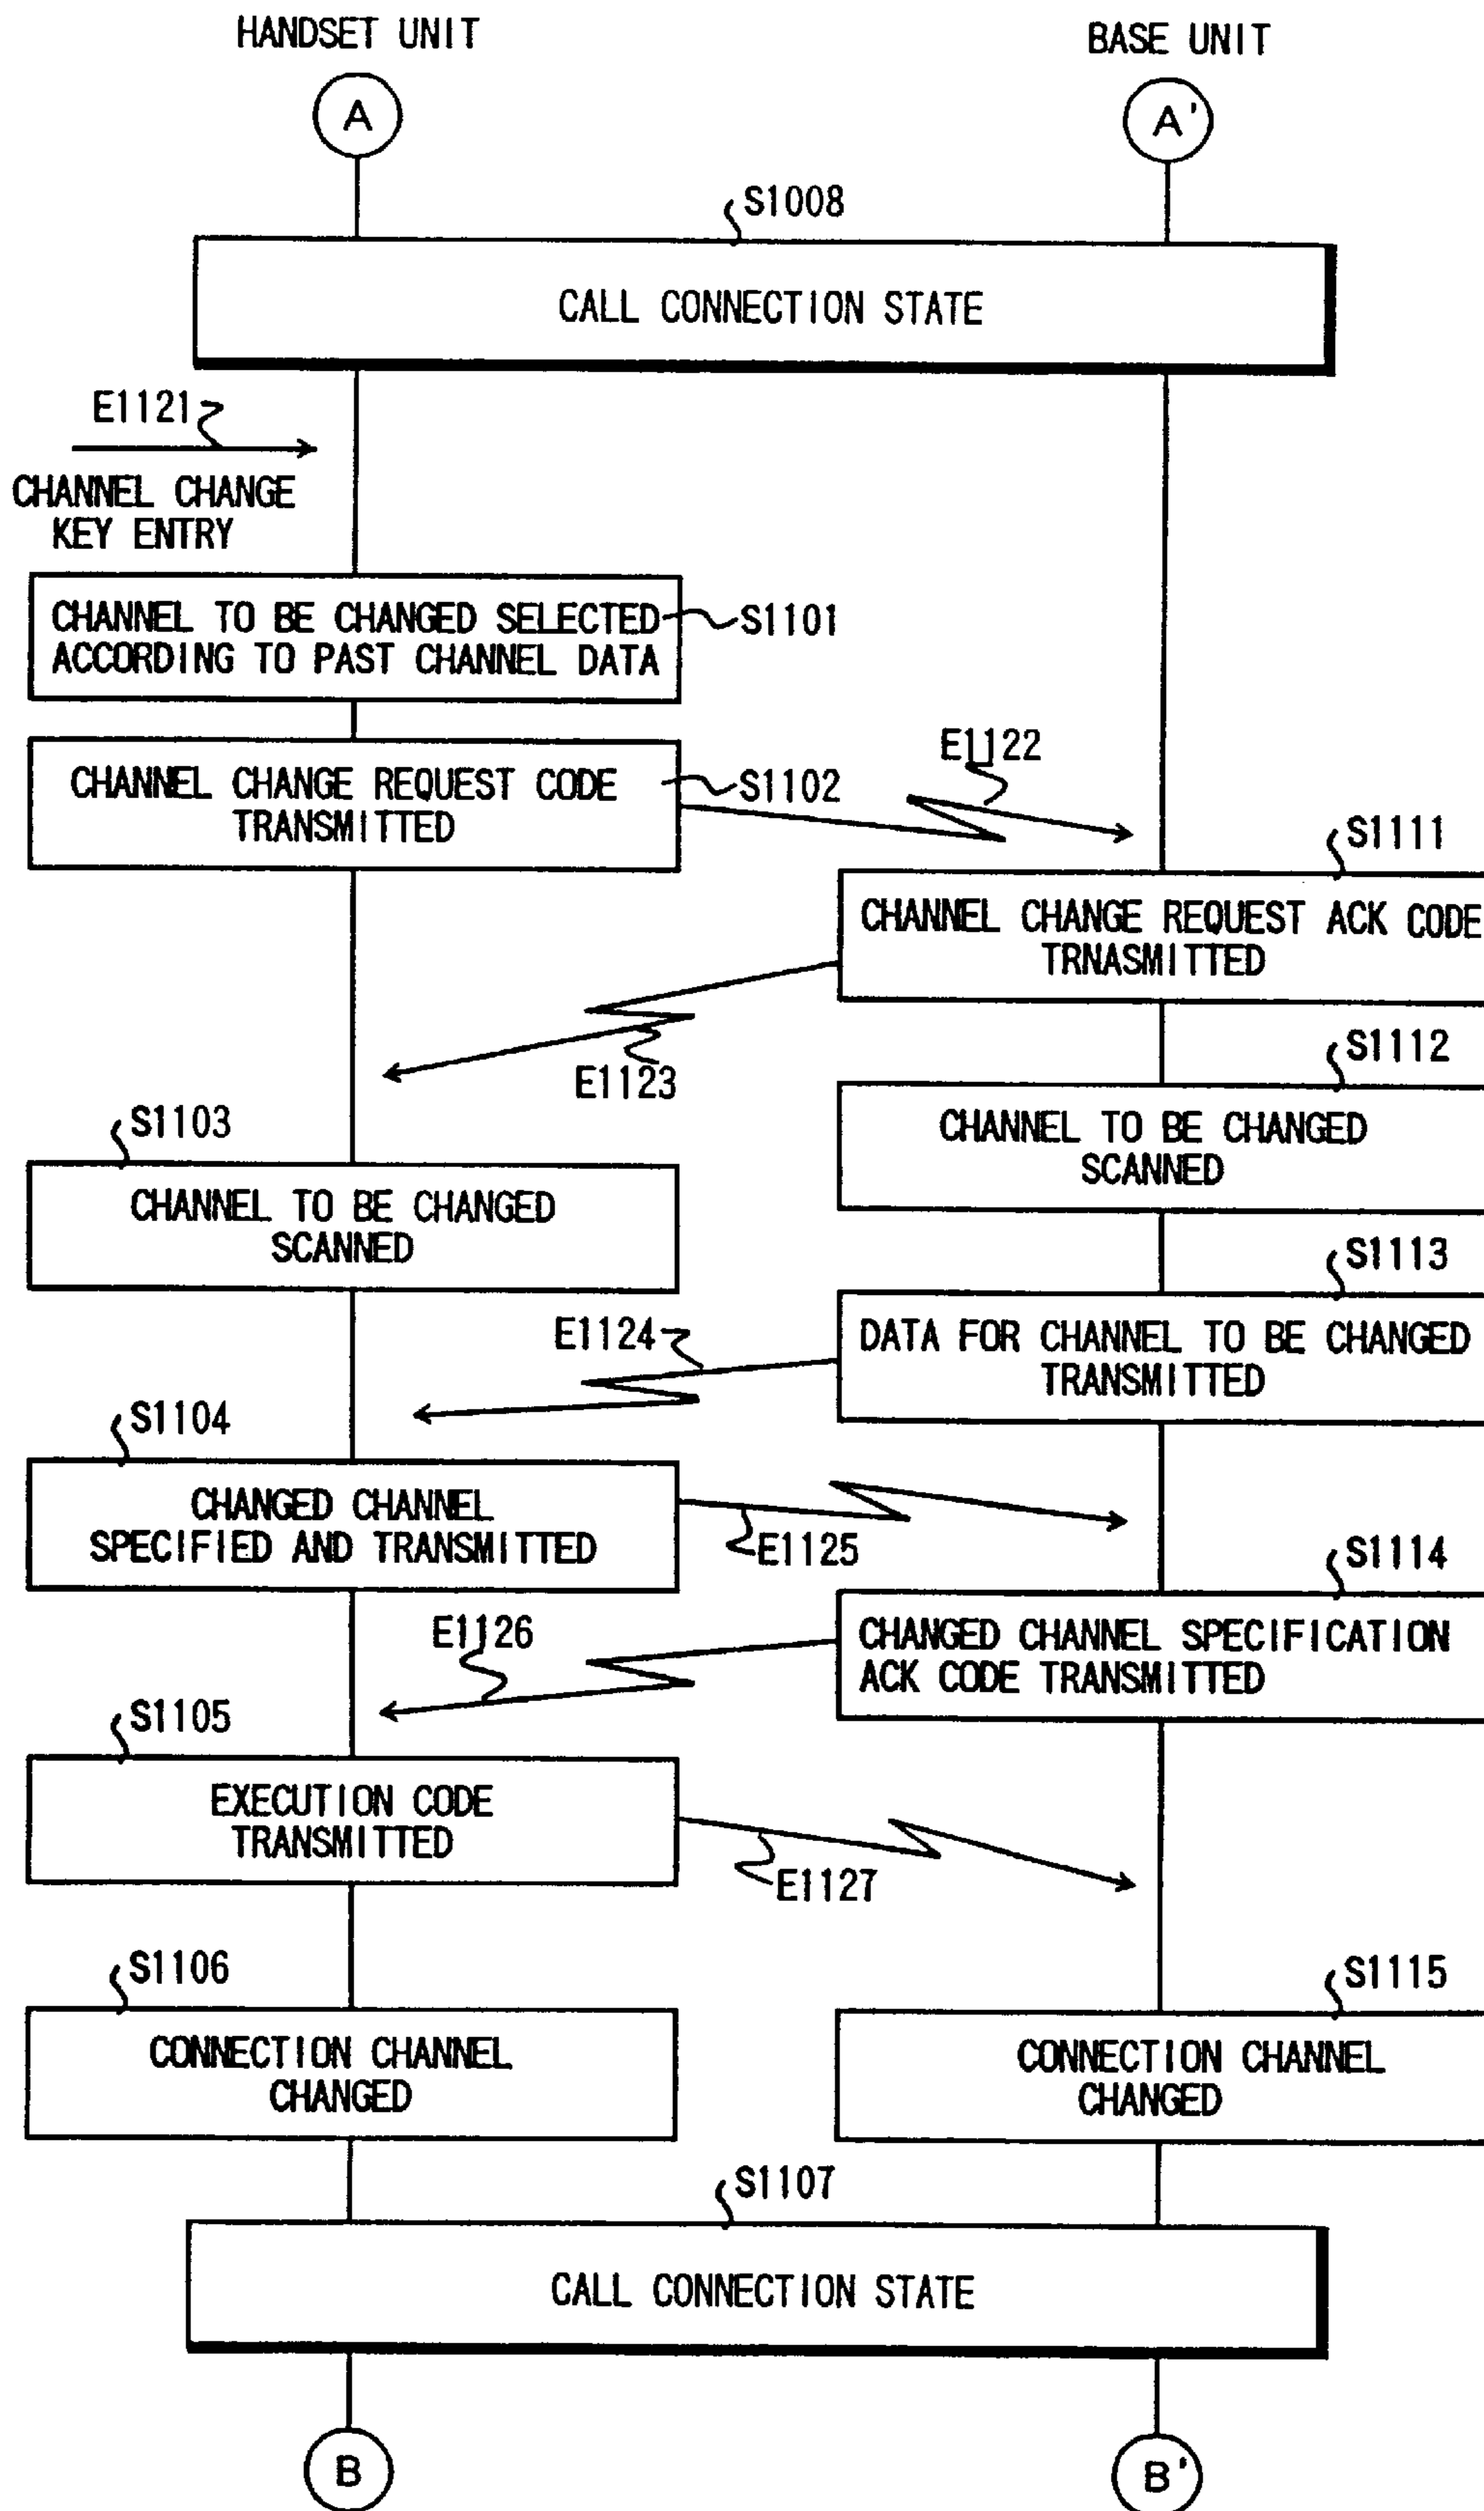 HANDSET UNIT
BASE UNIT
A
A'
S1008
CALL CONNECTION STATE
E1121
CHANNEL CHANGE
KEY ENTRY
CHANNEL TO BE CHANGED SELECTED
ACCORDING TO PAST CHANNEL DATA
S1101
CHANNEL CHANGE REQUEST CODE
TRANSMITTED
S1102
E1122
S1111
CHANNEL CHANGE REQUEST ACK CODE
TRNASMITTED
E1123
S1112
CHANNEL TO BE CHANGED
SCANNED
S1103
CHANNEL TO BE CHANGED
SCANNED
S1113
DATA FOR CHANNEL TO BE CHANGED
TRANSMITTED
E1124
S1104
CHANGED CHANNEL
SPECIFIED AND TRANSMITTED
E1125
S1114
CHANGED CHANNEL SPECIFICATION
ACK CODE TRANSMITTED
E1126
S1105
EXECUTION CODE
TRANSMITTED
E1127
S1106
CONNECTION CHANNEL
CHANGED
S1115
CONNECTION CHANNEL
CHANGED
S1107
CALL CONNECTION STATE
B
B'